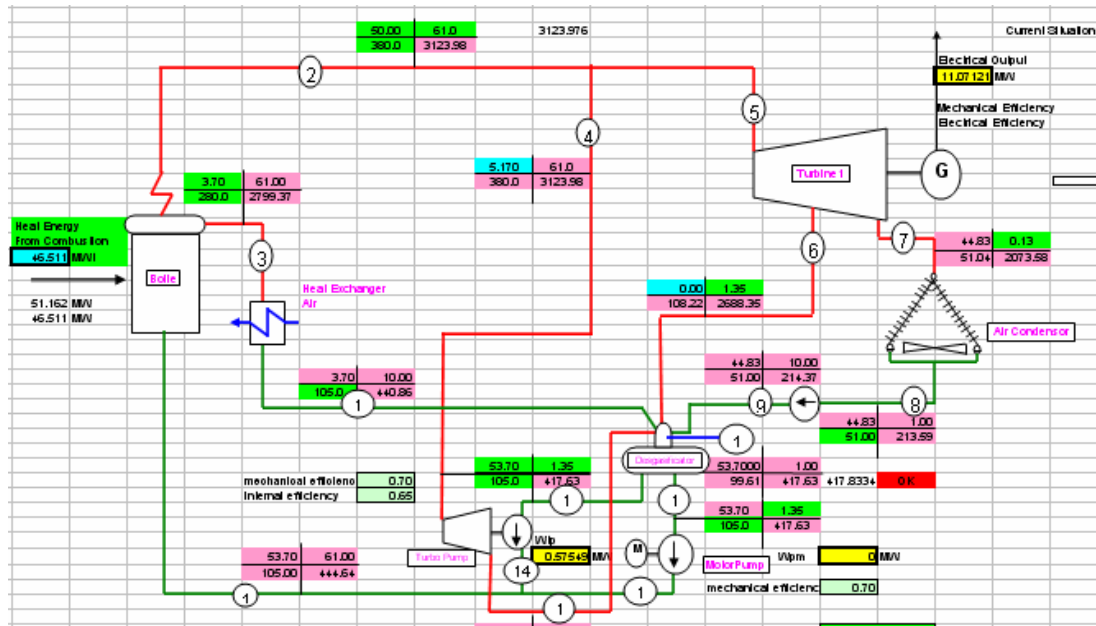 50.00 61.0 3123.976
380.0 3123.98
Current Situation
2
Electrical Output
11.07121 MW
4
5
Mechanical Efficiency
Electrical Efficiency
5.170 61.0
380.0 3123.98
Turbine1
G
3.70 61.00
280.0 2799.37
Heat Energy
From Combustion
46.511 MWt
Boile
3
6
7
44.83 0.13
51.04 2073.58
51.162 MW
46.511 MW
Heat Exchanger
Air
0.00 1.35
108.22 2688.35
Air Condensor
3.70 10.00
105.0 440.86
44.83 10.00
51.00 214.37
1
9
8
44.83 1.00
51.00 213.59
1
Desgasificator
53.70 1.35
105.0 417.63
53.7000 1.00
99.61 417.63 417.8334 OK
mechanical efficienc 0.70
Internal efficiency 0.65
1
1
53.70 1.35
105.0 417.63
Turbo Pump
Wtp
0.57549 MW
M
MotorPump
Wpm 0 MW
53.70 61.00
105.00 444.64
14
mechanical efficienc 0.70
1
1
1